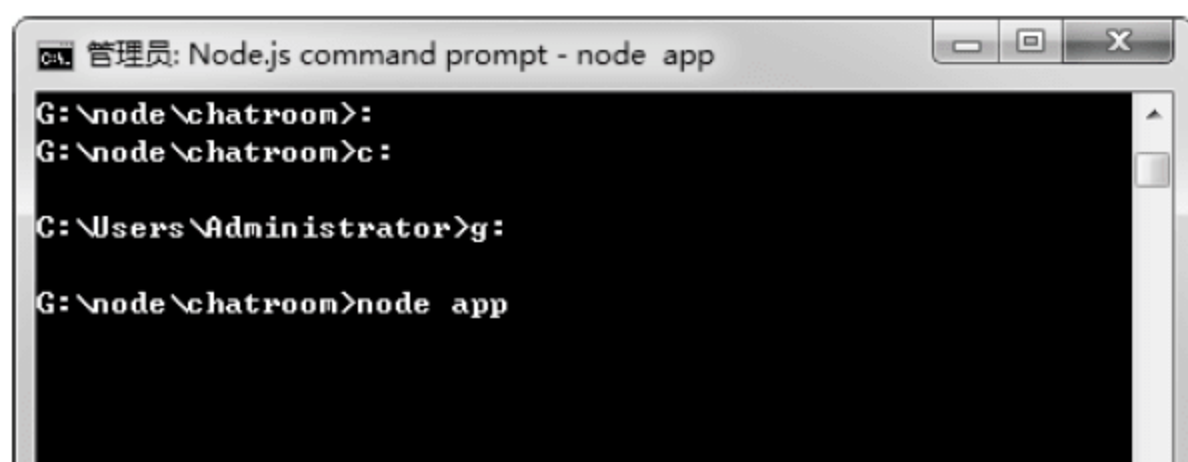 管理员: Node.js command prompt - node  app
G:\node\chatroom>:
G:\node\chatroom>c:
C:\Users\Administrator>g:
G:\node\chatroom>node app